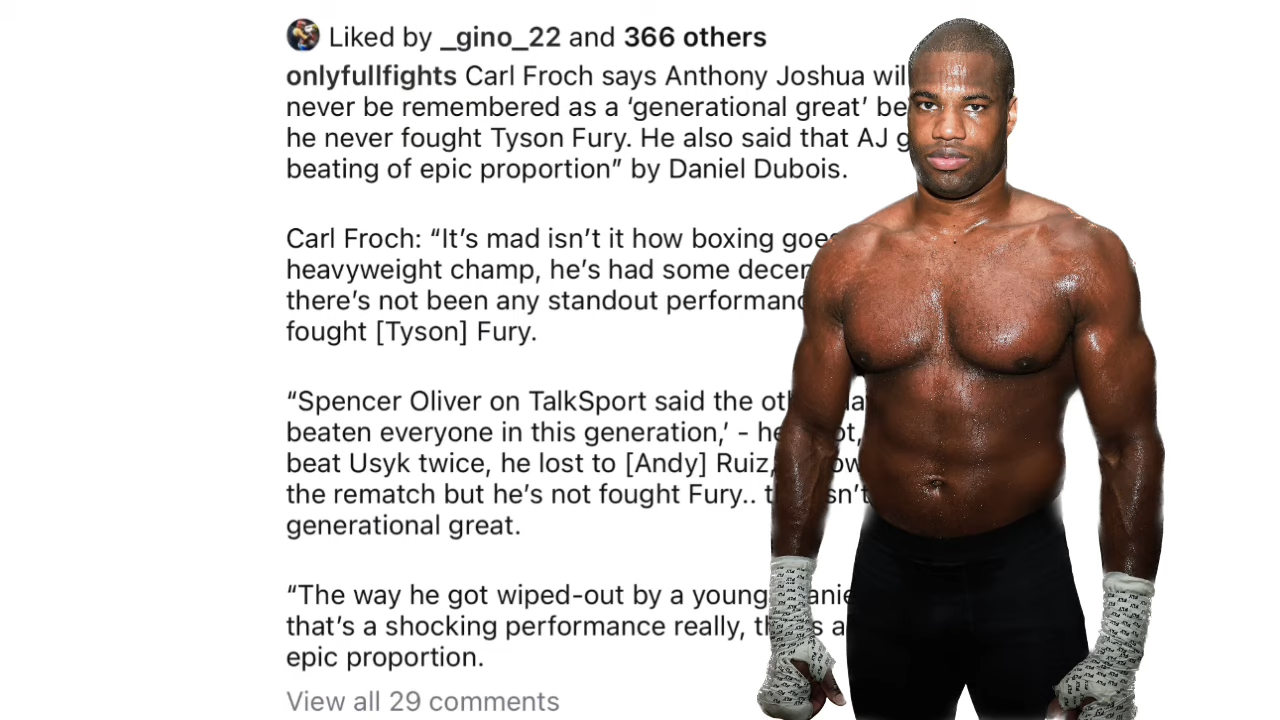 Liked by _gino_22 and 366 others
onlyfullfights Carl Froch says Anthony Joshua wil
never be remembered as a ‘generational great’ be
he never fought Tyson Fury. He also said that AJ g
beating of epic proportion” by Daniel Dubois.
Carl Froch: “It’s mad isn’t it how boxing goes
heavyweight champ, he’s had some decen
there’s not been any standout performanc
fought [Tyson] Fury.
“Spencer Oliver on TalkSport said the
beaten everyone in this generation,’ -
beat Usyk twice, he lost to [Andy] Ruiz,
the rematch but he’s not fought Fury..
generational great.
“The way he got wiped-out by a young
that’s a shocking performance really,
epic proportion.
View all 29 comments